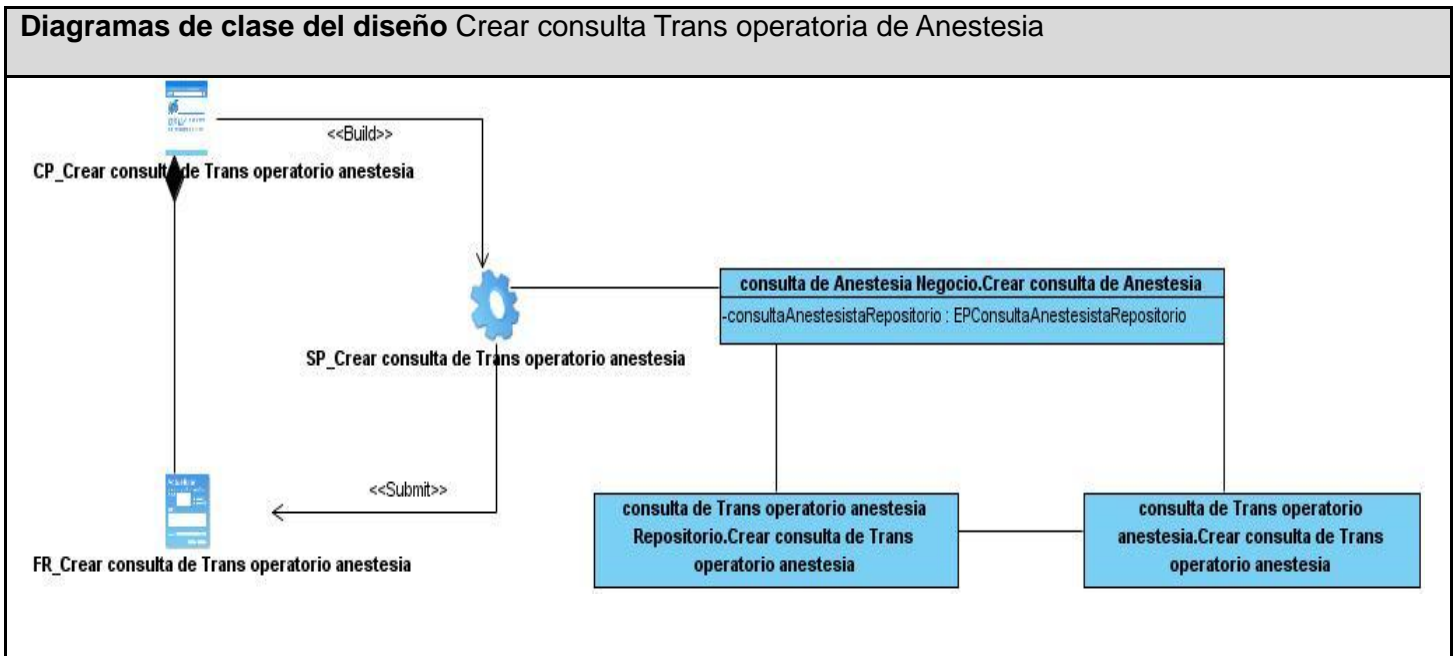 Diagramas de clase del diseño Crear consulta Trans operatoria de Anestesia
<<Build>>
CP_Crear consulta de Trans operatorio anestesia
consulta de Anestesia Negocio.Crear consulta de Anestesia
-consultaAnestesistaRepositorio : EPConsultaAnestesistaRepositorio
SP_Crear consulta de Trans operatorio anestesia
<<Submit>>
FR_Crear consulta de Trans operatorio anestesia
consulta de Trans operatorio anestesia
Repositorio.Crear consulta de Trans
operatorio anestesia
consulta de Trans operatorio
anestesia.Crear consulta de Trans
operatorio anestesia